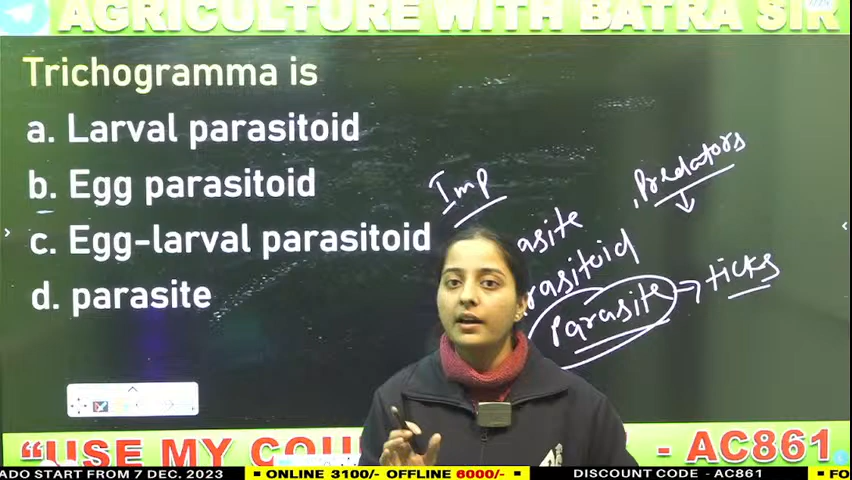 AGRICULTURE WITH BATRA SIR
Trichogramma is
a. Larval parasitoid
b. Egg parasitoid
c. Egg-larval parasitoid
d. parasite
Imp
Predators
asite
rasitoid
Parasite → ticks
“USE MY COU - AC861
ADO START FROM 7 DEC. 2023 ▪ ONLINE 3100/- OFFLINE 6000/- ▪ DISCOUNT CODE - AC861 ▪ FO